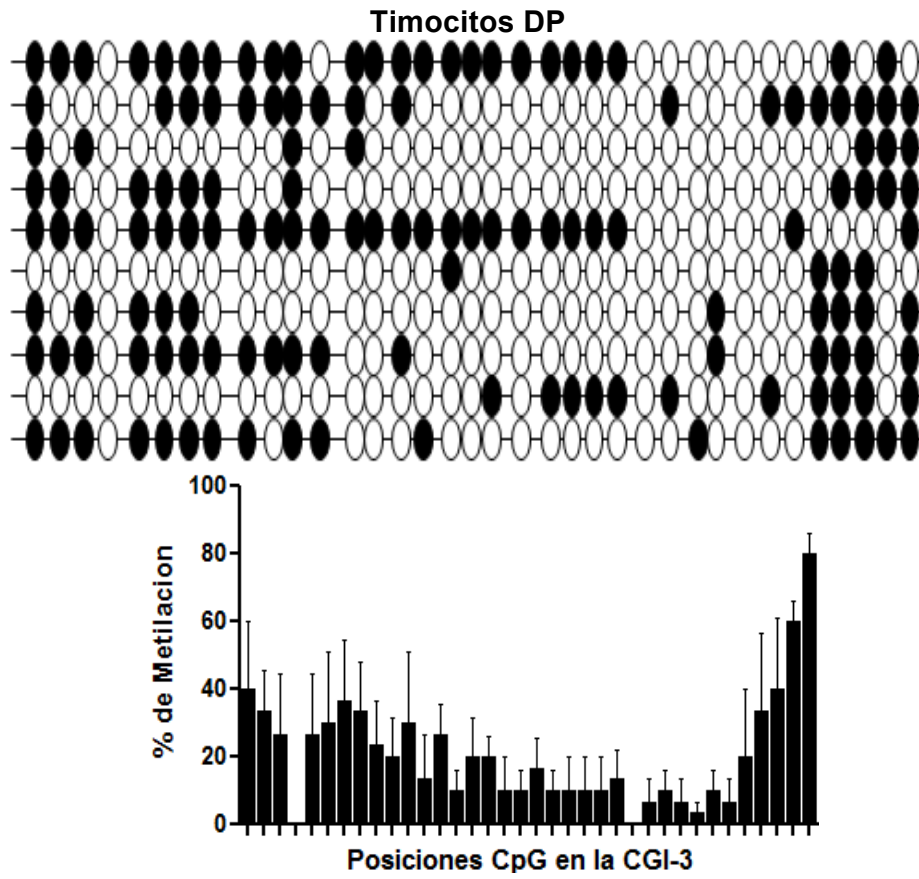 Timocitos DP
100
80
60
40
20
0
% de Metilacion
Posiciones CpG en la CGI-3